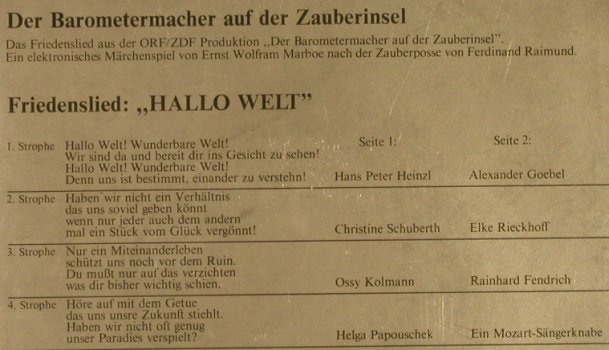 Der Barometermacher auf der Zauberinsel
Das Friedenslied aus der ORF/ZDF Produktion „Der Barometermacher auf der Zauberinsel”.
Ein elektronisches Märchenspiel von Ernst Wolfram Marboe nach der Zauberposse von Ferdinand Raimund.
Friedenslied: „HALLO WELT”
1. Strophe Hallo Welt! Wunderbare Welt! Seite 1: Seite 2:
Wir sind da und bereit dir ins Gesicht zu sehen!
Hallo Welt! Wunderbare Welt!
Denn uns ist bestimmt, einander zu verstehn! Hans Peter Heinzl Alexander Goebel
2. Strophe Haben wir nicht ein Verhältnis
das uns soviel geben könnt
wenn nur jeder auch dem andern
mal ein Stück vom Glück vergönnt! Christine Schuberth Elke Rieckhoff
3. Strophe Nur ein Miteinanderleben
schützt uns noch vor dem Ruin.
Du mußt nur auf das verzichten
was dir bisher wichtig schien. Ossy Kolmann Rainhard Fendrich
4. Strophe Höre auf mit dem Getue
das uns unsre Zukunft stiehlt.
Haben wir nicht oft genug
unser Paradies verspielt? Helga Papouschek Ein Mozart-Sängerknabe